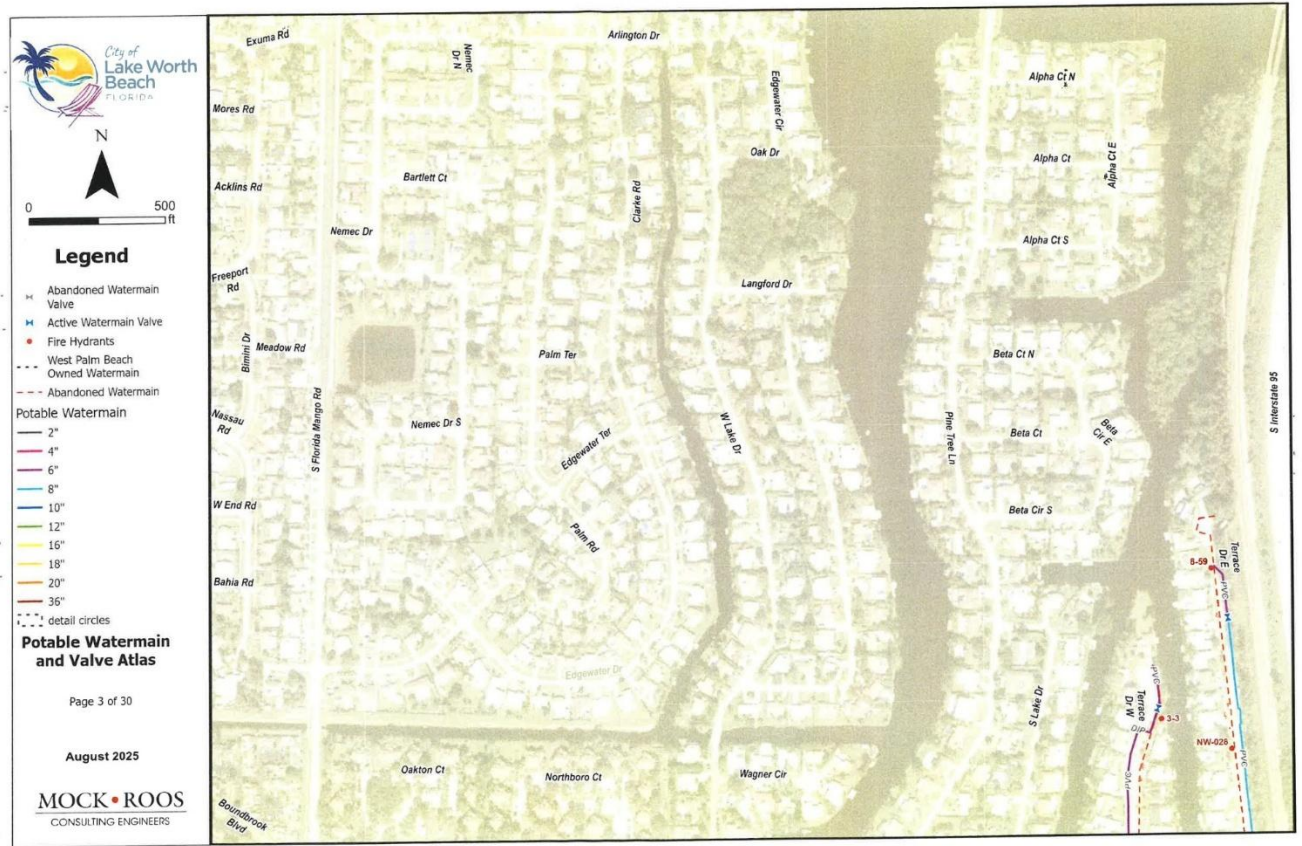 City of
Lake Worth
Beach
FLORIDA
N
0 500
ft
Legend
Abandoned Watermain
Valve
Active Watermain Valve
Fire Hydrants
West Palm Beach
Owned Watermain
Abandoned Watermain
Potable Watermain
2"
4"
6"
8"
10"
12"
16"
18"
20"
36"
detail circles
Potable Watermain
and Valve Atlas
Page 3 of 30
August 2025
MOCK•ROOS
CONSULTING ENGINEERS
Exuma Rd
Nemec
Dr N
Arlington Dr
Edgewater Cir
Alpha Ct N
Mores Rd
Oak Dr
Alpha Ct
Alpha Ct E
Acklins Rd
Bartlett Ct
Clarke Rd
Nemec Dr
Alpha Ct S
Freeport
Rd
Langford Dr
Bimini Dr
Meadow Rd
Palm Ter
Beta Ct N
S Interstate 95
Nassau
Rd
S Florida Mango Rd
Nemec Dr S
Edgewater Ter
W Lake Dr
Pine Tree Ln
Beta Ct
Beta
Cir E
W End Rd
Palm Rd
Beta Cir S
Terrace
Dr E
Bahia Rd
8-59
PVC
Edgewater Dr
PVC
S Lake Dr
Terrace
Dr W
3-3
DIP
NW-026
PVC
PVC
Oakton Ct
Northboro Ct
Wagner Cir
Boundbrook
Blvd